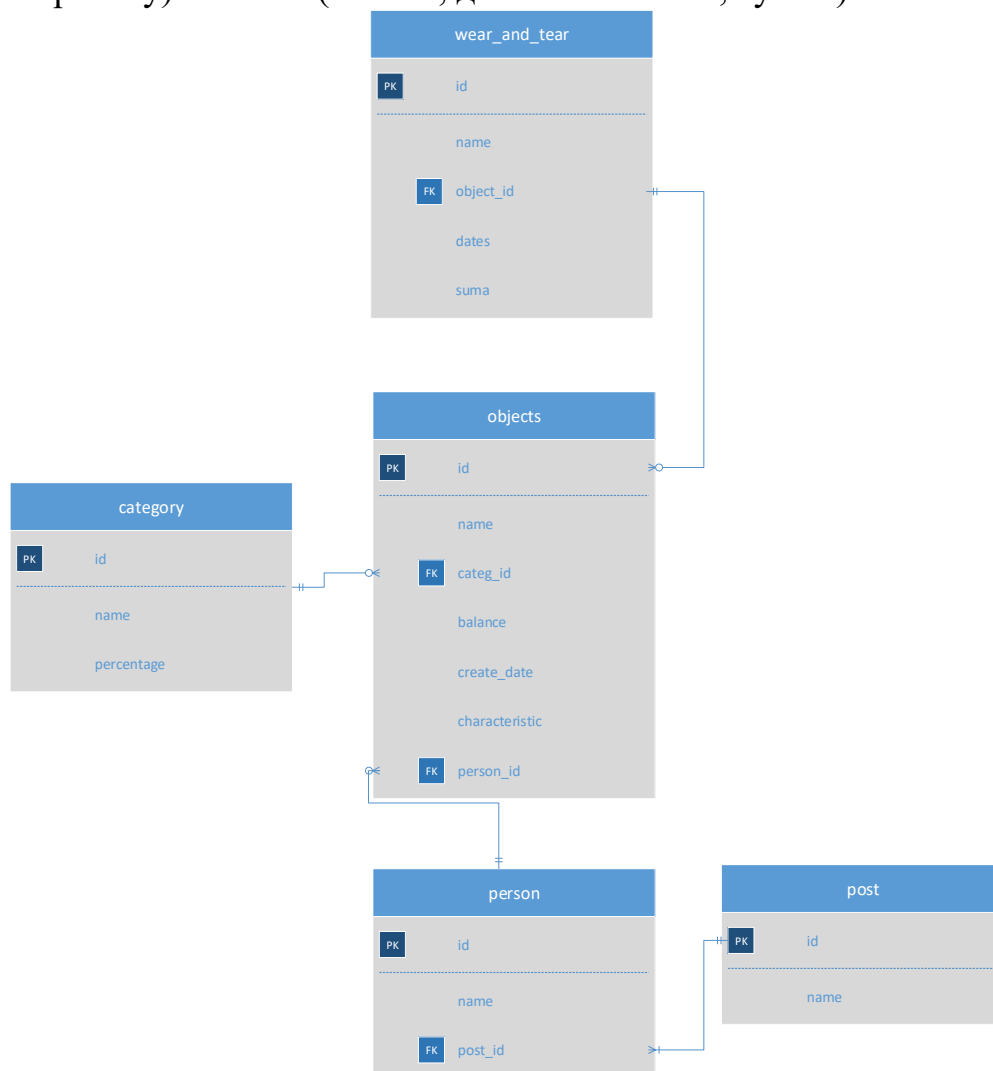 wear_and_tear
PK id
name
FK object_id
dates
suma
objects
PK id
name
FK categ_id
balance
create_date
characteristic
FK person_id
category
PK id
name
percentage
person
PK id
name
FK post_id
post
PK id
name